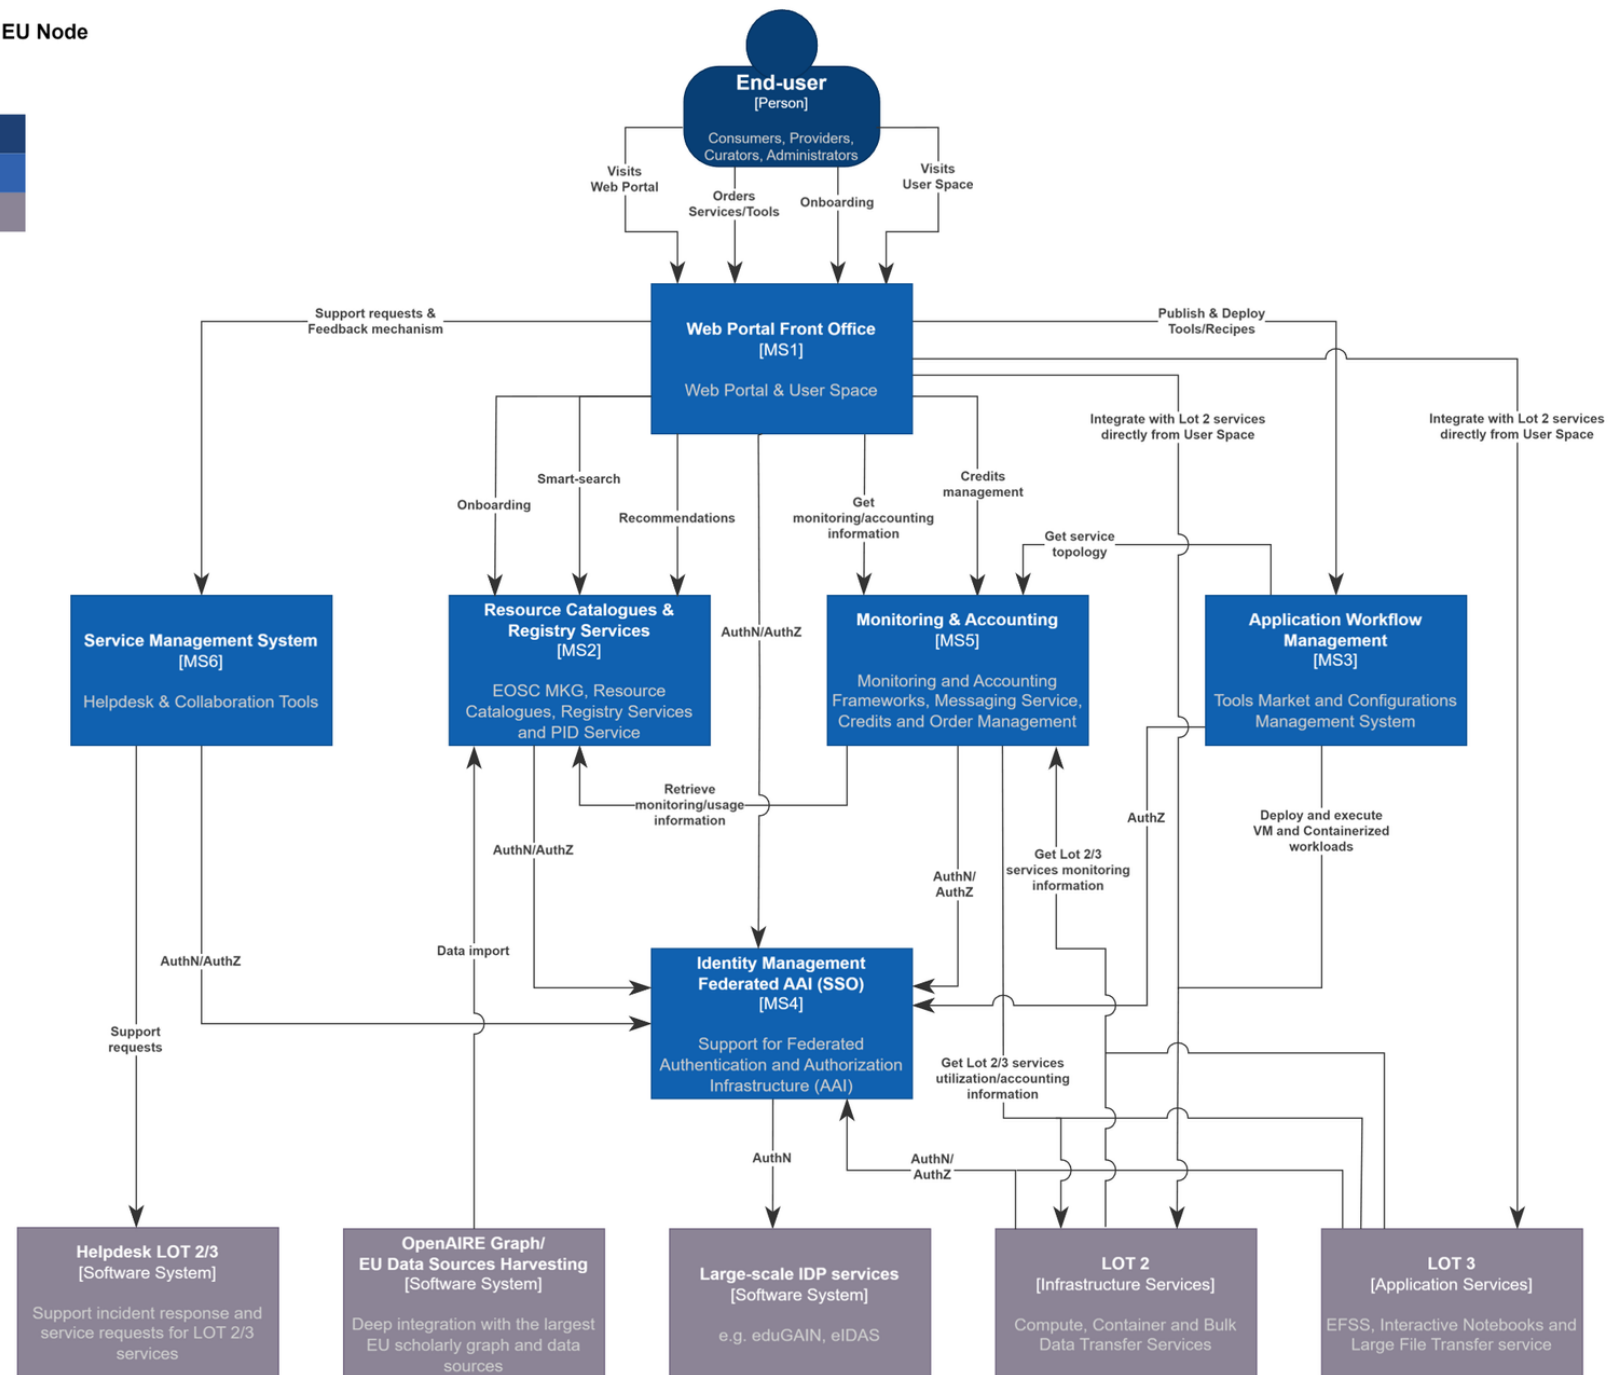 EU Node
End-user
[Person]
Consumers, Providers,
Curators, Administrators
Visits
Web Portal
Orders
Services/Tools
Onboarding
Visits
User Space
Web Portal Front Office
[MS1]
Web Portal & User Space
Support requests &
Feedback mechanism
Publish & Deploy
Tools/Recipes
Onboarding
Smart-search
Recommendations
Get
monitoring/accounting
information
Credits
management
Integrate with Lot 2 services
directly from User Space
Integrate with Lot 2 services
directly from User Space
Get service
topology
AuthN/AuthZ
Service Management System
[MS6]
Helpdesk & Collaboration Tools
Resource Catalogues &
Registry Services
[MS2]
EOSC MKG, Resource
Catalogues, Registry Services
and PID Service
Monitoring & Accounting
[MS5]
Monitoring and Accounting
Frameworks, Messaging Service,
Credits and Order Management
Application Workflow
Management
[MS3]
Tools Market and Configurations
Management System
Retrieve
monitoring/usage
information
AuthN/AuthZ
AuthN/
AuthZ
Get Lot 2/3
services monitoring
information
AuthZ
Deploy and execute
VM and Containerized
workloads
AuthN/AuthZ
Data import
Support
requests
Identity Management
Federated AAI (SSO)
[MS4]
Support for Federated
Authentication and Authorization
Infrastructure (AAI)
Get Lot 2/3 services
utilization/accounting
information
AuthN
AuthN/
AuthZ
Helpdesk LOT 2/3
[Software System]
Support incident response and
service requests for LOT 2/3
services
OpenAIRE Graph/
EU Data Sources Harvesting
[Software System]
Deep integration with the largest
EU scholarly graph and data
sources
Large-scale IDP services
[Software System]
e.g. eduGAIN, eIDAS
LOT 2
[Infrastructure Services]
Compute, Container and Bulk
Data Transfer Services
LOT 3
[Application Services]
EFSS, Interactive Notebooks and
Large File Transfer service